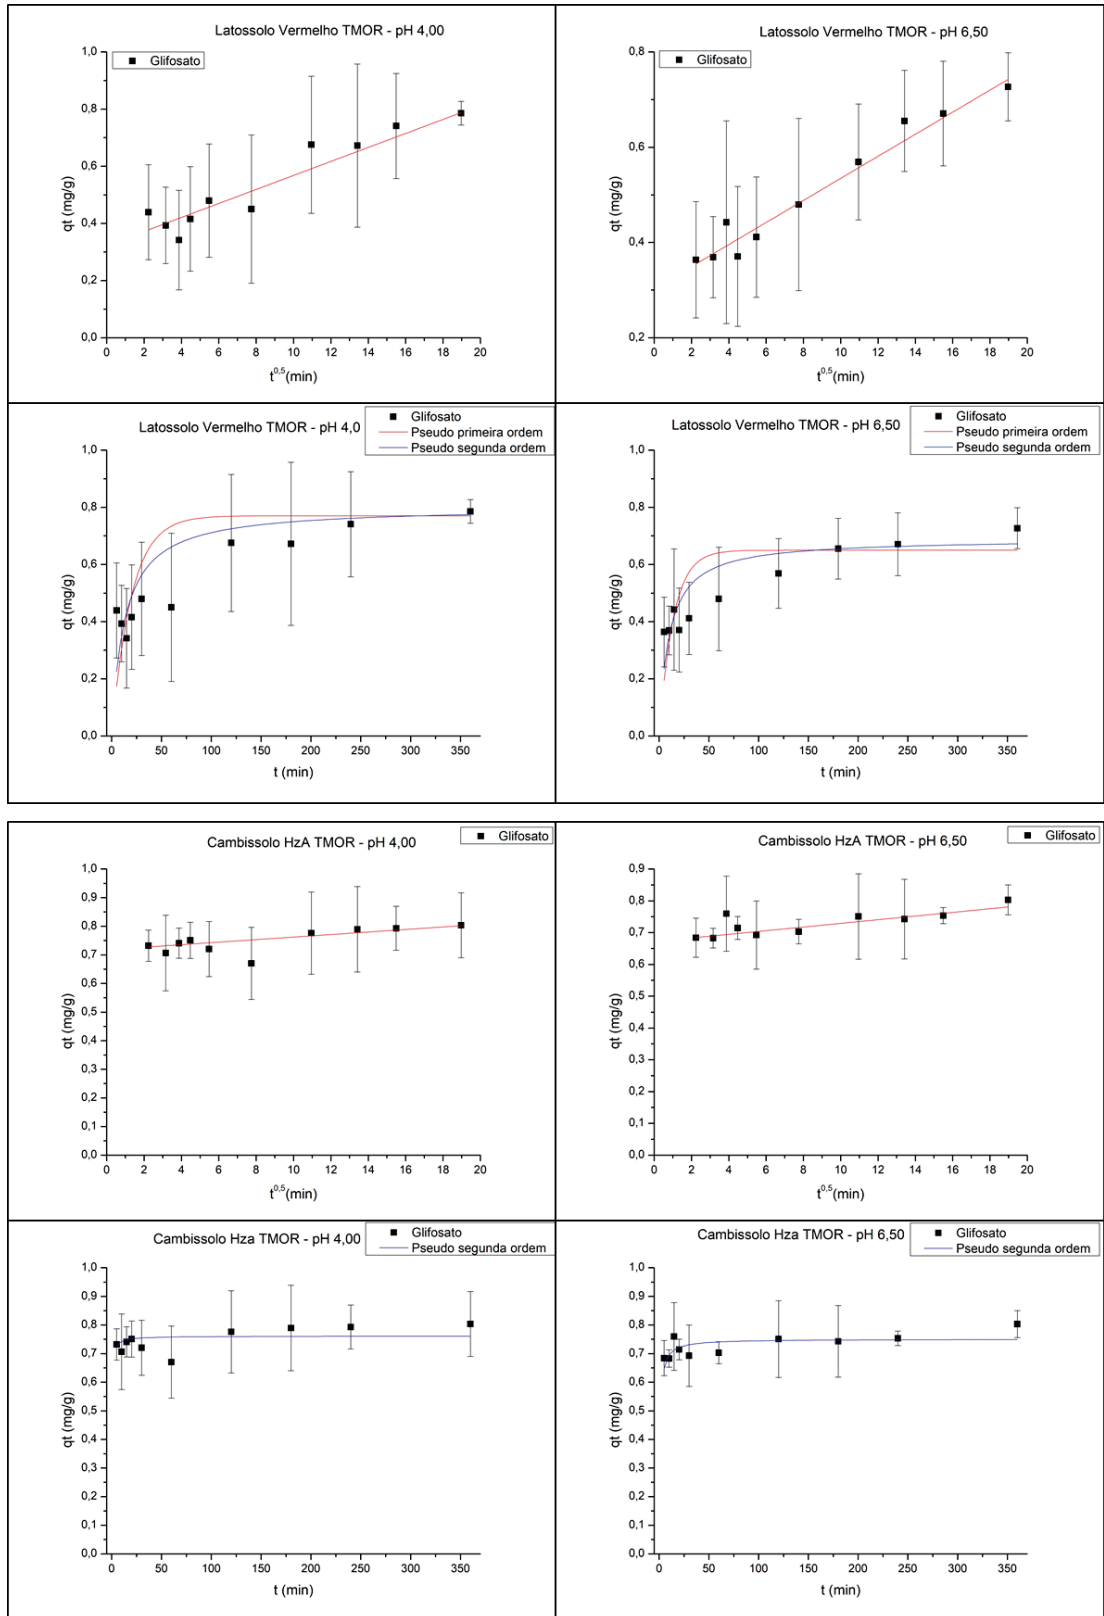 Latossolo Vermelho TMOR - pH 4,00
Glifosato
1,0
0,8
0,6
0,4
0,2
0,0
qt (mg/g)
0 2 4 6 8 10 12 14 16 18 20
t^0,5(min)
Latossolo Vermelho TMOR - pH 6,50
Glifosato
0,8
0,6
0,4
0,2
qt (mg/g)
0 2 4 6 8 10 12 14 16 18 20
t^0,5(min)
Latossolo Vermelho TMOR - pH 4,0
Glifosato
Pseudo primeira ordem
Pseudo segunda ordem
1,0
0,8
0,6
0,4
0,2
0,0
qt (mg/g)
0 50 100 150 200 250 300 350
t (min)
Latossolo Vermelho TMOR - pH 6,50
Glifosato
Pseudo primeira ordem
Pseudo segunda ordem
1,0
0,8
0,6
0,4
0,2
0,0
qt (mg/g)
0 50 100 150 200 250 300 350
t (min)
Cambissolo HzA TMOR - pH 4,00
Glifosato
1,0
0,9
0,8
0,7
0,6
0,5
0,4
0,3
0,2
0,1
0,0
qt (mg/g)
0 2 4 6 8 10 12 14 16 18 20
t^0,5(min)
Cambissolo HzA TMOR - pH 6,50
Glifosato
0,9
0,8
0,7
0,6
0,5
0,4
0,3
0,2
0,1
0,0
qt (mg/g)
0 2 4 6 8 10 12 14 16 18 20
t^0,5(min)
Cambissolo Hza TMOR - pH 4,00
Glifosato
Pseudo segunda ordem
1,0
0,9
0,8
0,7
0,6
0,5
0,4
0,3
0,2
0,1
0,0
qt (mg/g)
0 50 100 150 200 250 300 350
t (min)
Cambissolo Hza TMOR - pH 6,50
Glifosato
Pseudo segunda ordem
1,0
0,9
0,8
0,7
0,6
0,5
0,4
0,3
0,2
0,1
0,0
qt (mg/g)
0 50 100 150 200 250 300 350
t (min)